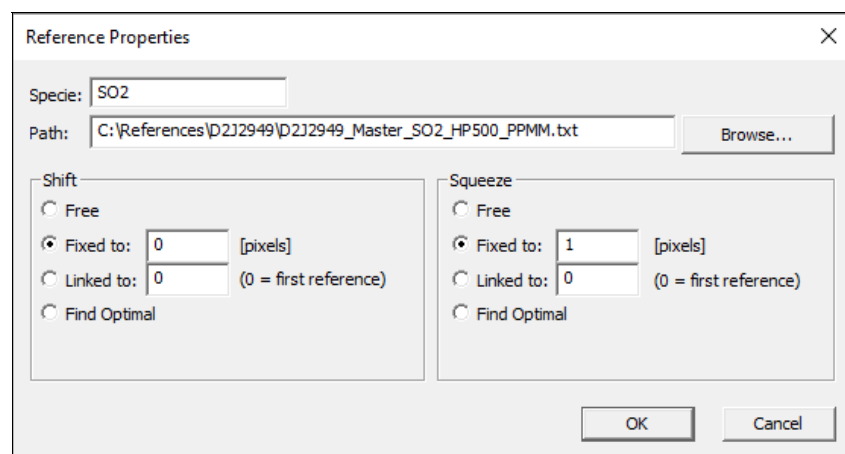 Reference Properties
Specie: SO2
Path: C:\References\D2J2949\D2J2949_Master_SO2_HP500_PPMM.txt Browse...
Shift Squeeze
Free Free
Fixed to: 0 [pixels] Fixed to: 1 [pixels]
Linked to: 0 (0 = first reference) Linked to: 0 (0 = first reference)
Find Optimal Find Optimal
OK Cancel